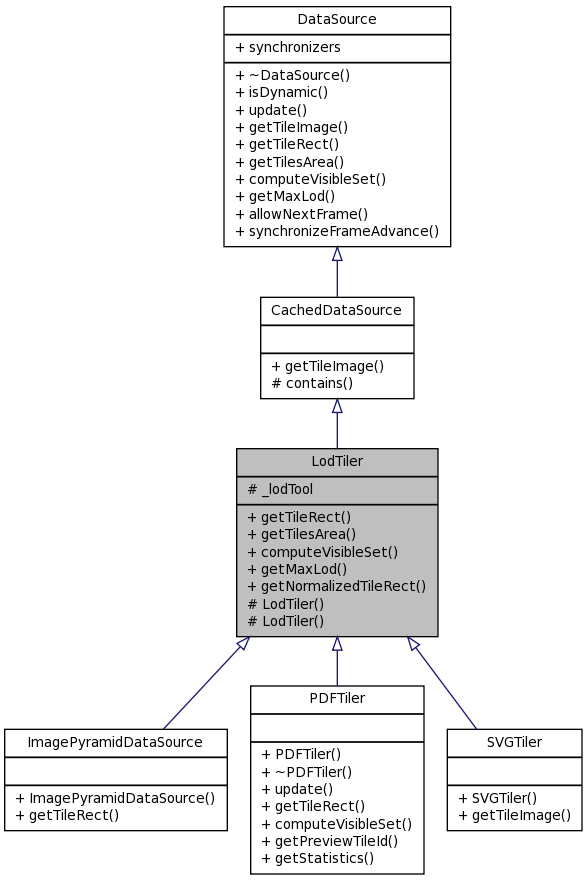 DataSource
+ synchronizers
+ ~DataSource()
+ isDynamic()
+ update()
+ getTileImage()
+ getTileRect()
+ getTilesArea()
+ computeVisibleSet()
+ getMaxLod()
+ allowNextFrame()
+ synchronizeFrameAdvance()
CachedDataSource
+ getTileImage()
# contains()
LodTiler
# _lodTool
+ getTileRect()
+ getTilesArea()
+ computeVisibleSet()
+ getMaxLod()
+ getNormalizedTileRect()
# LodTiler()
# LodTiler()
ImagePyramidDataSource
+ ImagePyramidDataSource()
+ getTileRect()
PDFTiler
+ PDFTiler()
+ ~PDFTiler()
+ update()
+ getTileRect()
+ computeVisibleSet()
+ getPreviewTileId()
+ getStatistics()
SVGTiler
+ SVGTiler()
+ getTileImage()